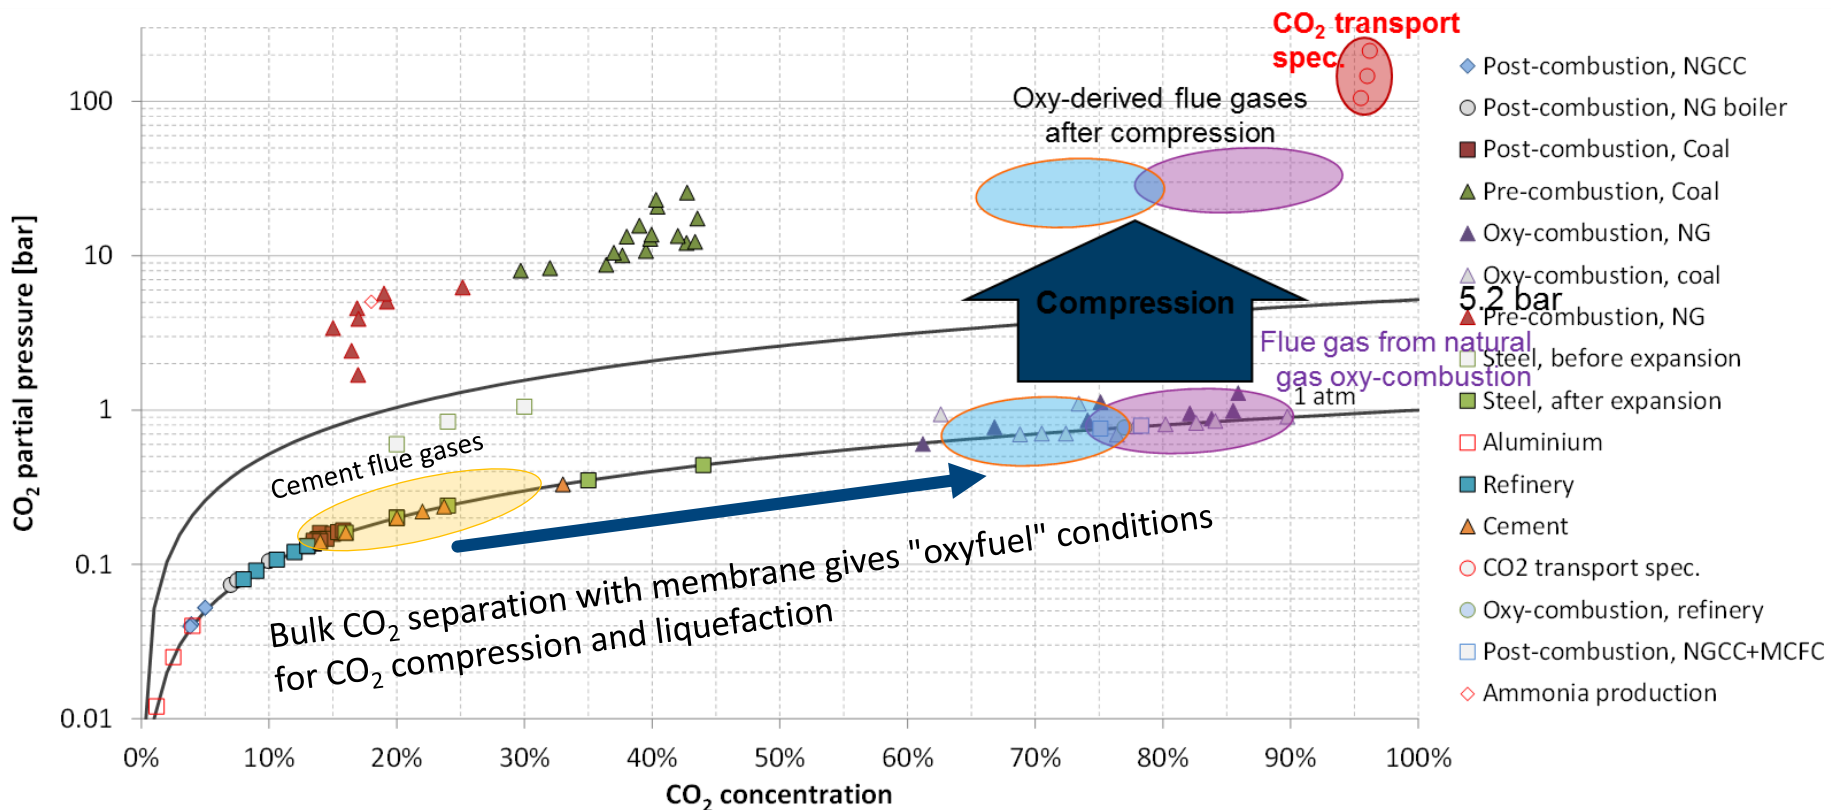 CO₂ transport
spec.
Oxy-derived flue gases
after compression
Compression
5.2 bar
Flue gas from natural
gas oxy-combustion
1 atm
Cement flue gases
Bulk CO₂ separation with membrane gives "oxyfuel" conditions
for CO₂ compression and liquefaction
CO₂ partial pressure [bar]
100
10
1
0.1
0.01
0%
10%
20%
30%
40%
50%
60%
70%
80%
90%
100%
CO₂ concentration
Post-combustion, NGCC
Post-combustion, NG boiler
Post-combustion, Coal
Pre-combustion, Coal
Oxy-combustion, NG
Oxy-combustion, coal
Pre-combustion, NG
Steel, before expansion
Steel, after expansion
Aluminium
Refinery
Cement
CO2 transport spec.
Oxy-combustion, refinery
Post-combustion, NGCC+MCFC
Ammonia production